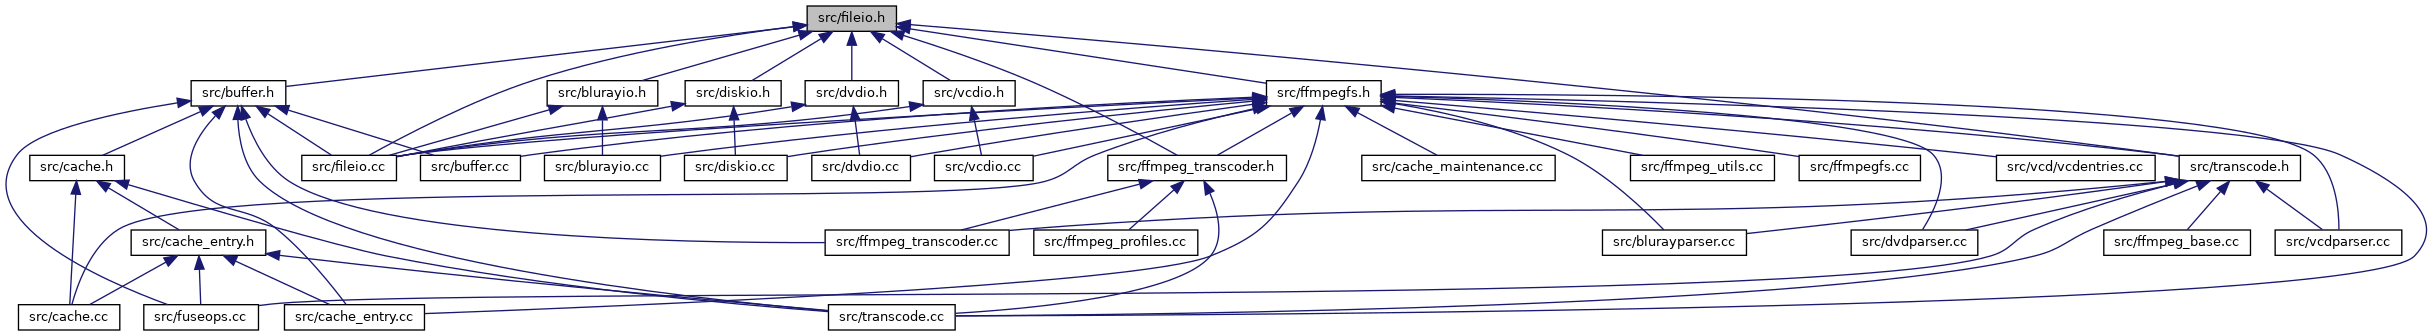 src/fileio.h
src/buffer.h
src/blurayio.h
src/diskio.h
src/dvdio.h
src/vcdio.h
src/ffmpegfs.h
src/cache.h
src/fileio.cc
src/buffer.cc
src/blurayio.cc
src/diskio.cc
src/dvdio.cc
src/vcdio.cc
src/ffmpeg_transcoder.h
src/cache_maintenance.cc
src/ffmpeg_utils.cc
src/ffmpegfs.cc
src/vcd/vcdentries.cc
src/transcode.h
src/cache_entry.h
src/ffmpeg_transcoder.cc
src/ffmpeg_profiles.cc
src/blurayparser.cc
src/dvdparser.cc
src/ffmpeg_base.cc
src/vcdparser.cc
src/cache.cc
src/fuseops.cc
src/cache_entry.cc
src/transcode.cc